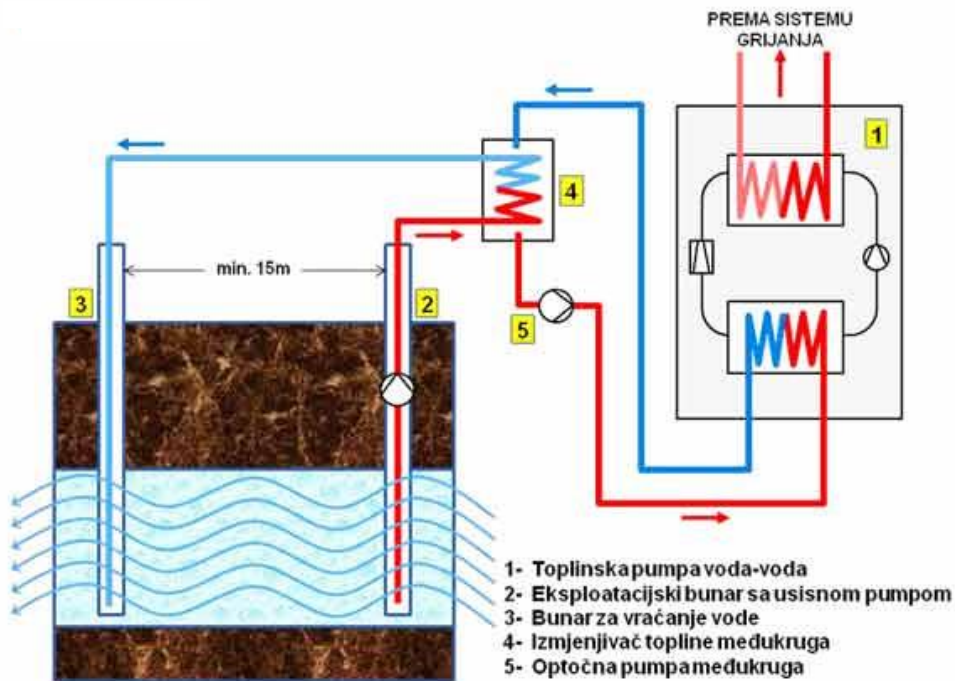 PREMA SISTEMU
GRIJANJA
1
4
min. 15m
3
2
5
1- Toplinska pumpa voda-voda
2- Eksploatacijski bunar sa usisnom pumpom
3- Bunar za vraćanje vode
4- Izmjenjivač topline međukruga
5- Optočna pumpa međukruga